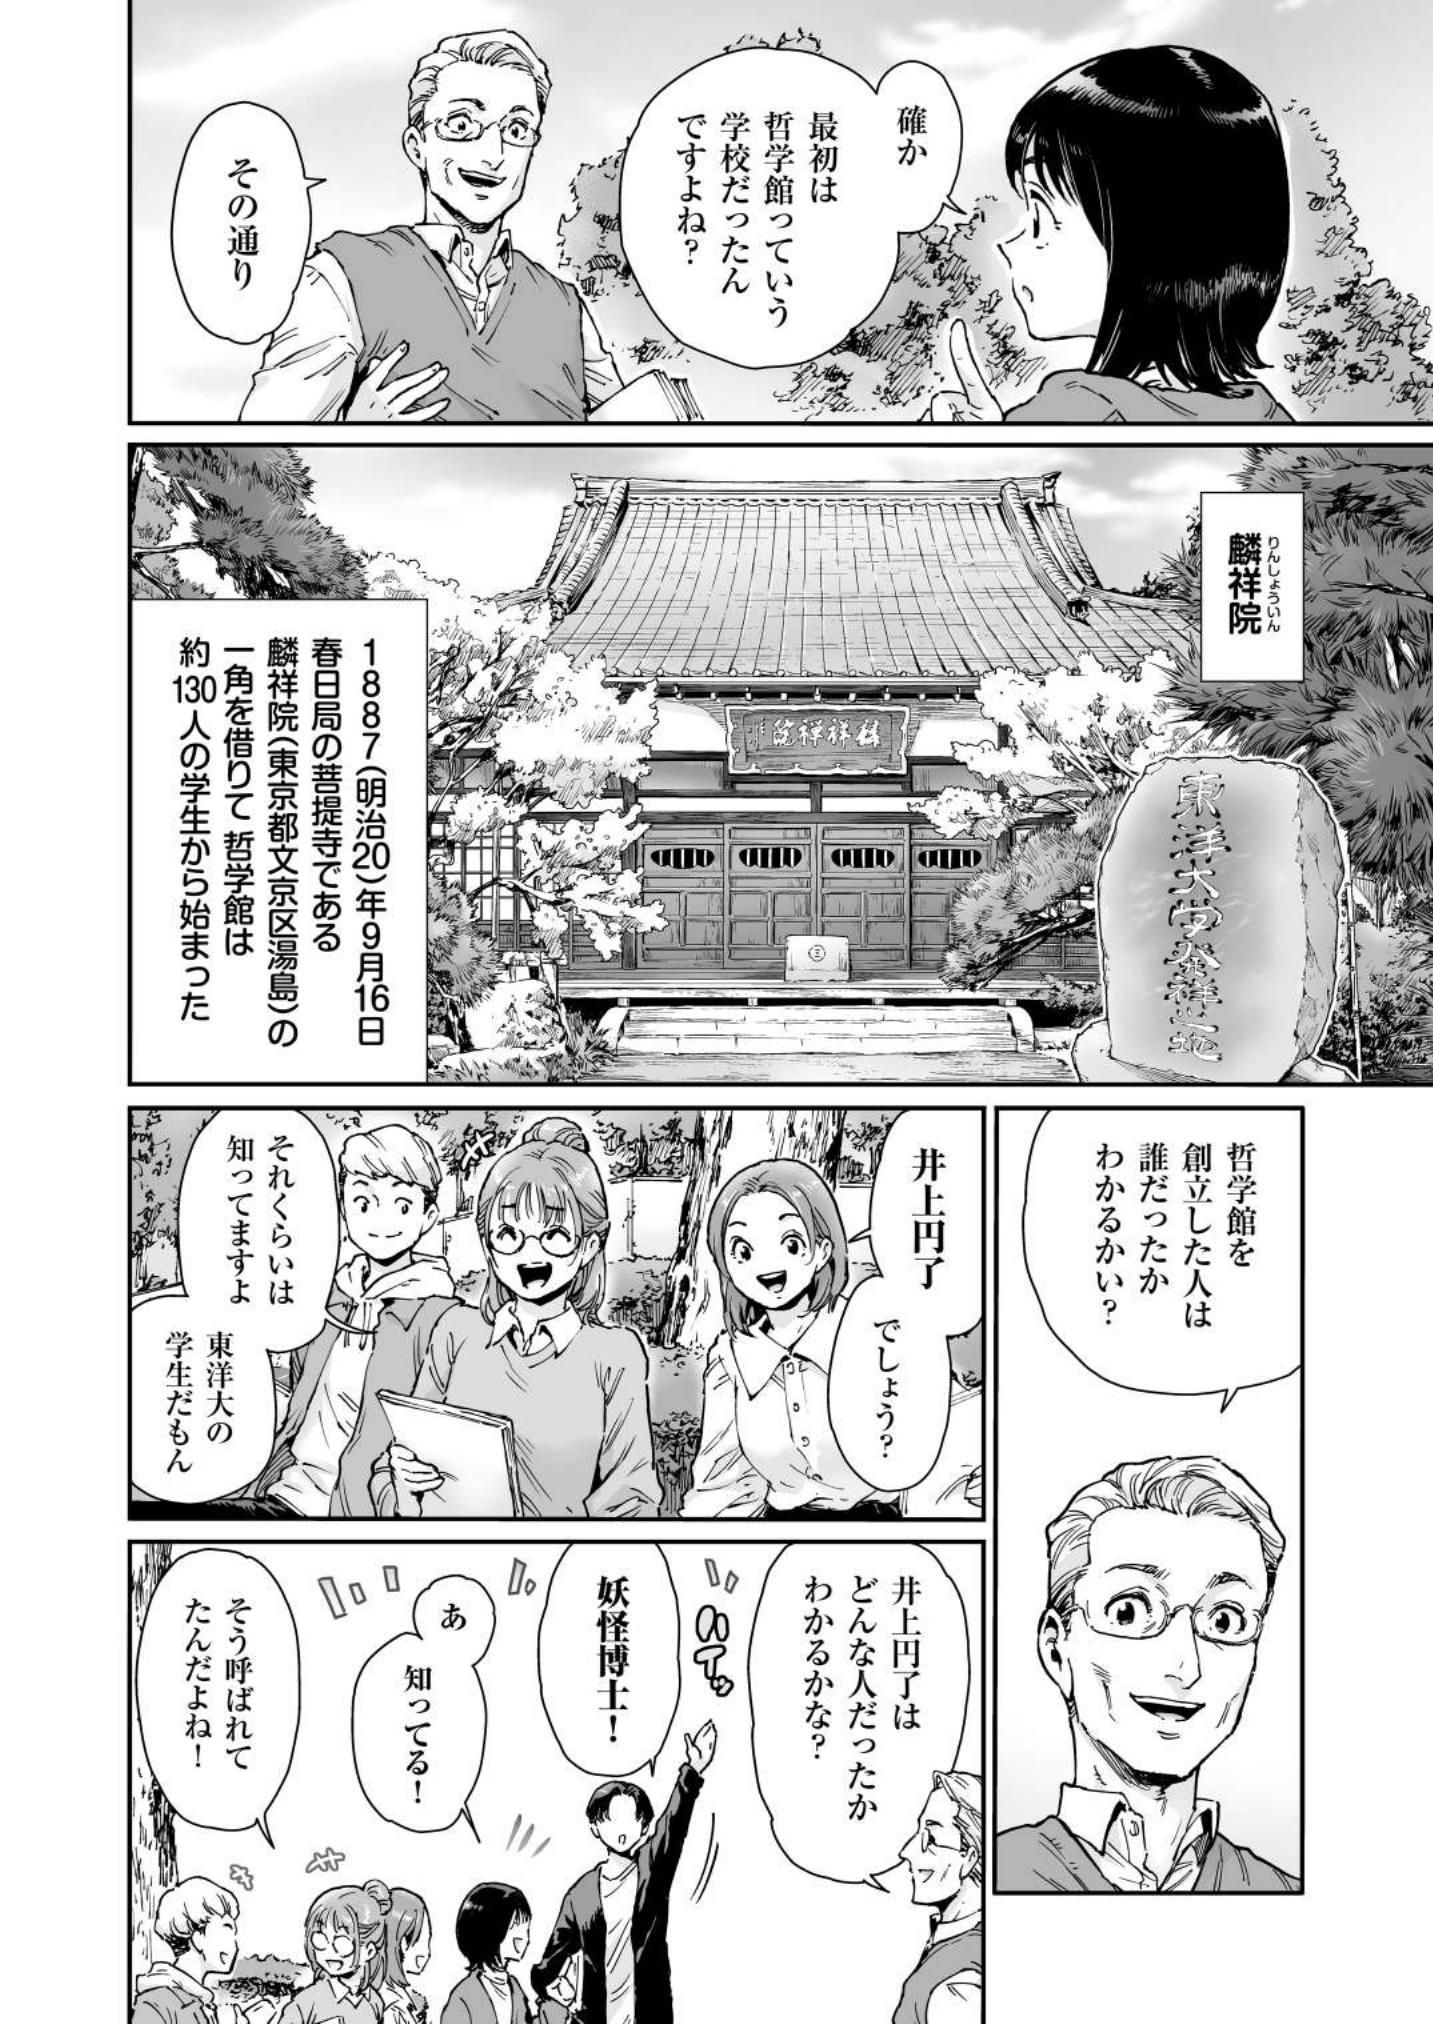 確か
最初は
哲学館っていう
学校だったん
ですよね?
その通り
りんしょういん
麟祥院
麟祥禅院
東洋大学発祥之地
1887(明治20)年9月16日
春日局の菩提寺である
麟祥院(東京都文京区湯島)の
一角を借りて 哲学館は
約130人の学生から始まった
哲学館を
創立した人は
誰だったか
わかるかい?
井上円了
でしょう?
それくらいは
知ってますよ
東洋大の
学生だもん
井上円了は
どんな人だったか
わかるかな?
ハイッ
妖怪博士!
あ
知ってる!
そう呼ばれて
たんだよね!